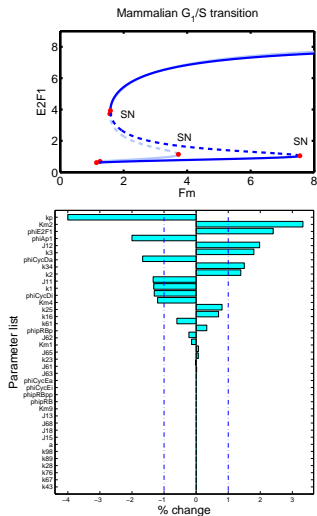 Mammalian G1/S transition
E2F1
8
6
4
2
0
SN
SN
SN
0
2
4
6
8
Fm
Parameter list
kp
Km2
phiE2F1
phiAp1
J12
k3
phiCycDa
k34
k2
J11
k1
phiCycDi
Km4
k25
k16
k61
phipRBp
J62
Km1
J65
k23
J61
J63
phiCycEa
phiCycEi
phipRBpp
phipRB
Km9
J13
J68
J18
J15
a
k98
k89
k28
k76
k67
k43
−4
−3
−2
−1
0
1
2
3
% change